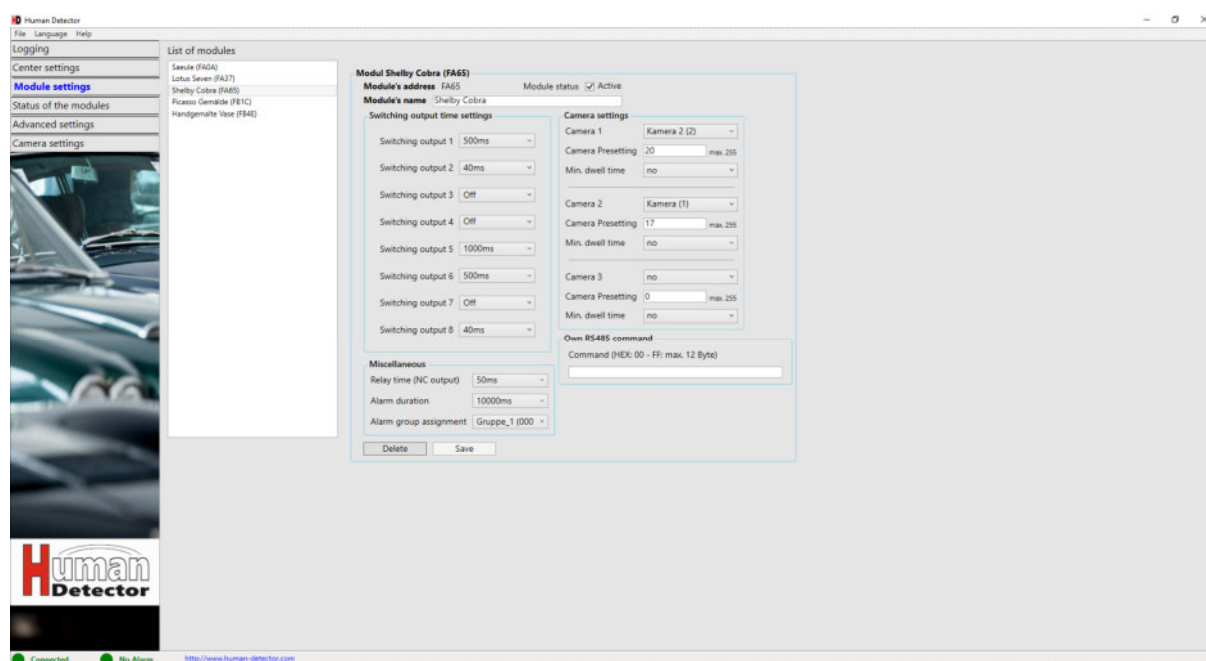 Human Detector
File Language Help
Logging
Center settings
Module settings
Status of the modules
Advanced settings
Camera settings
List of modules
Saeule (FA0A)
Lotus Seven (FA37)
Shelby Cobra (FA65)
Picasso Gemälde (FB1C)
Handgemalte Vase (FB4E)
Modul Shelby Cobra (FA65)
Module's address FA65 Module status Active
Module's name Shelby Cobra
Switching output time settings
Switching output 1 500ms
Switching output 2 40ms
Switching output 3 Off
Switching output 4 Off
Switching output 5 1000ms
Switching output 6 500ms
Switching output 7 Off
Switching output 8 40ms
Camera settings
Camera 1 Kamera 2 (2)
Camera Presetting 20 max. 255
Min. dwell time no
Camera 2 Kamera (1)
Camera Presetting 17 max. 255
Min. dwell time no
Camera 3 no
Camera Presetting 0 max. 255
Min. dwell time no
Miscellaneous
Relay time (NC output) 50ms
Alarm duration 10000ms
Alarm group assignment Gruppe_1 (000
Own RS485 command
Command (HEX: 00 - FF; max. 12 Byte)
Delete Save
Human
Detector
Connected No Alarm http://www.human-detector.com